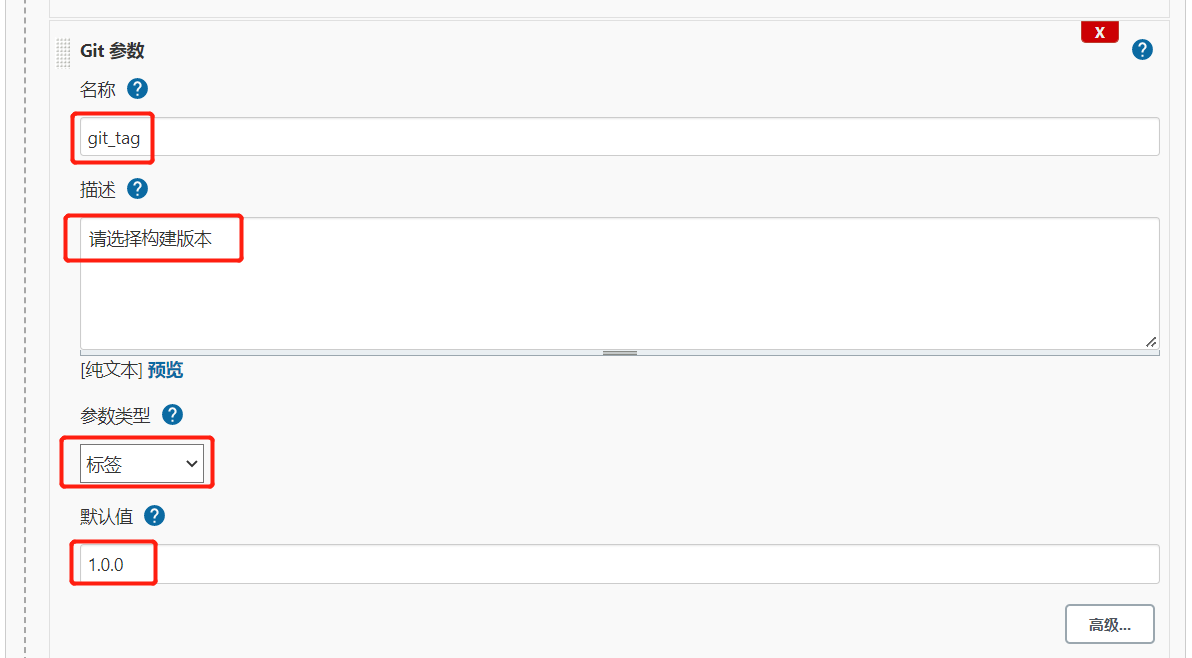 X
Git 参数 ?
名称 ?
git_tag
描述 ?
请选择构建版本
[纯文本] 预览
参数类型 ?
标签
默认值 ?
1.0.0
高级...